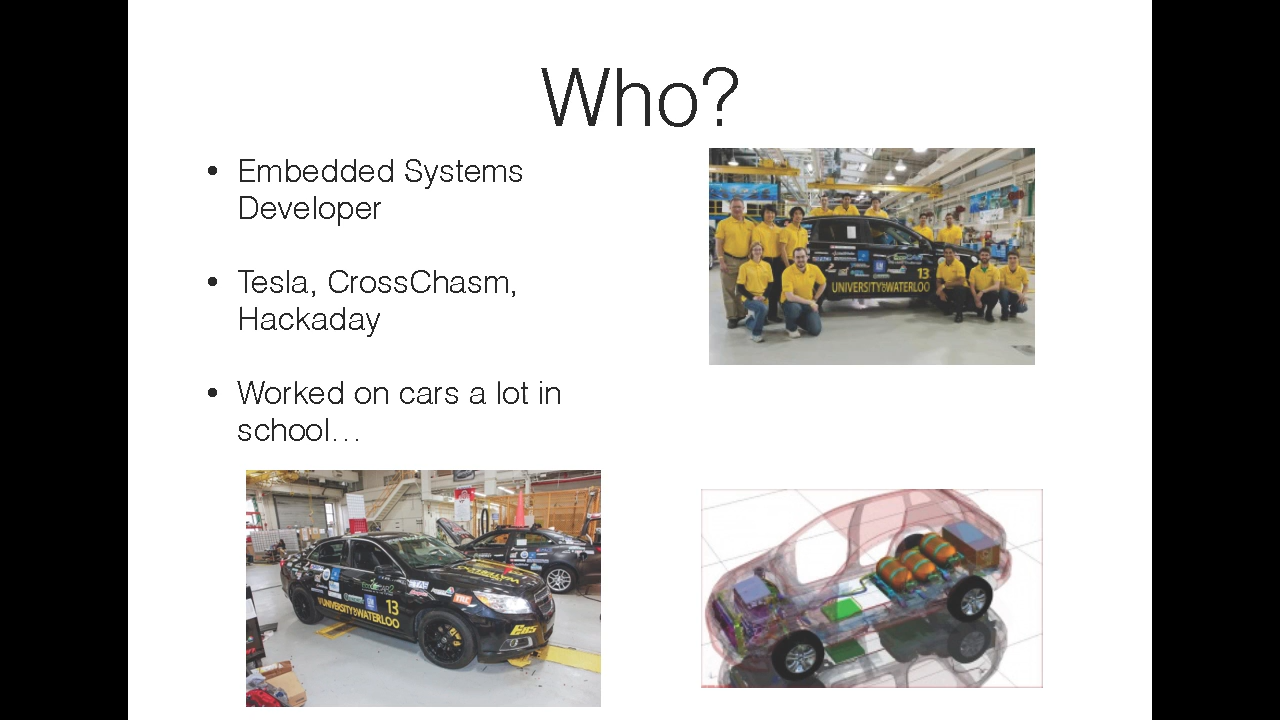 Who?
• Embedded Systems
Developer
• Tesla, CrossChasm,
Hackaday
• Worked on cars a lot in
school…
13
UNIVERSITY OF WATERLOO
13
UNIVERSITY OF WATERLOO